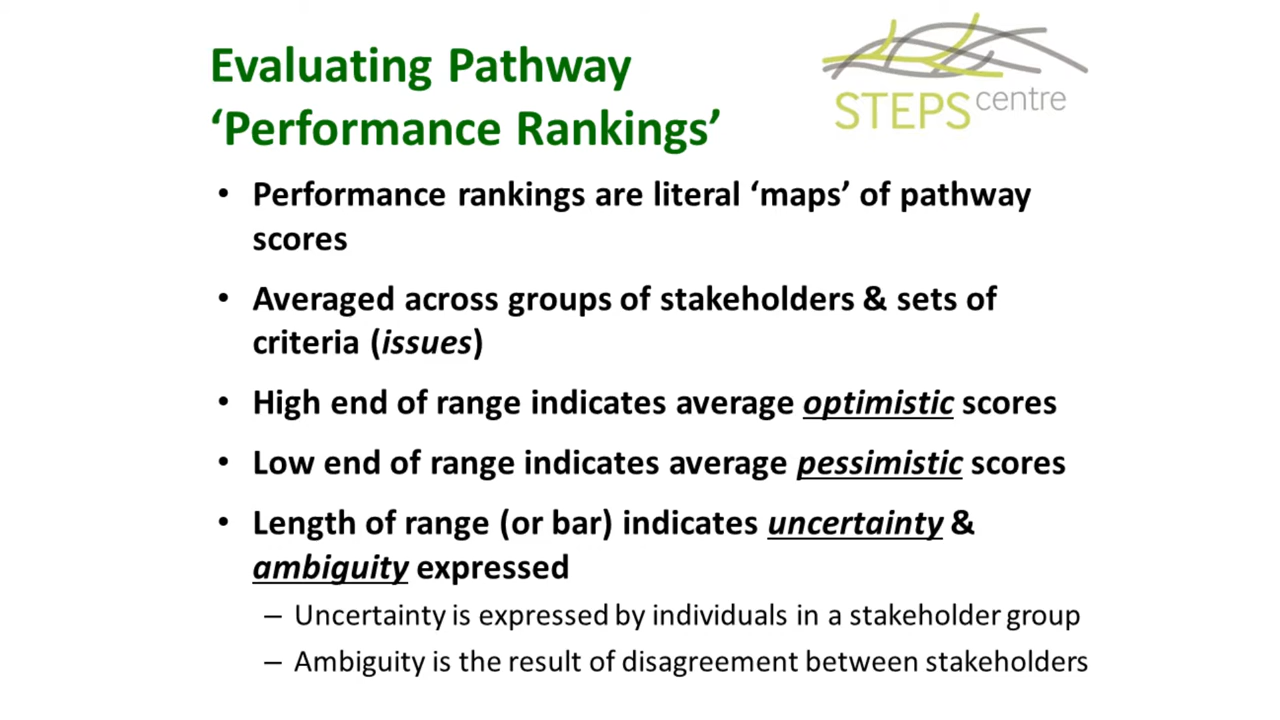 Evaluating Pathway
‘Performance Rankings’
STEPS centre
• Performance rankings are literal ‘maps’ of pathway
scores
• Averaged across groups of stakeholders & sets of
criteria (issues)
• High end of range indicates average optimistic scores
• Low end of range indicates average pessimistic scores
• Length of range (or bar) indicates uncertainty &
ambiguity expressed
– Uncertainty is expressed by individuals in a stakeholder group
– Ambiguity is the result of disagreement between stakeholders